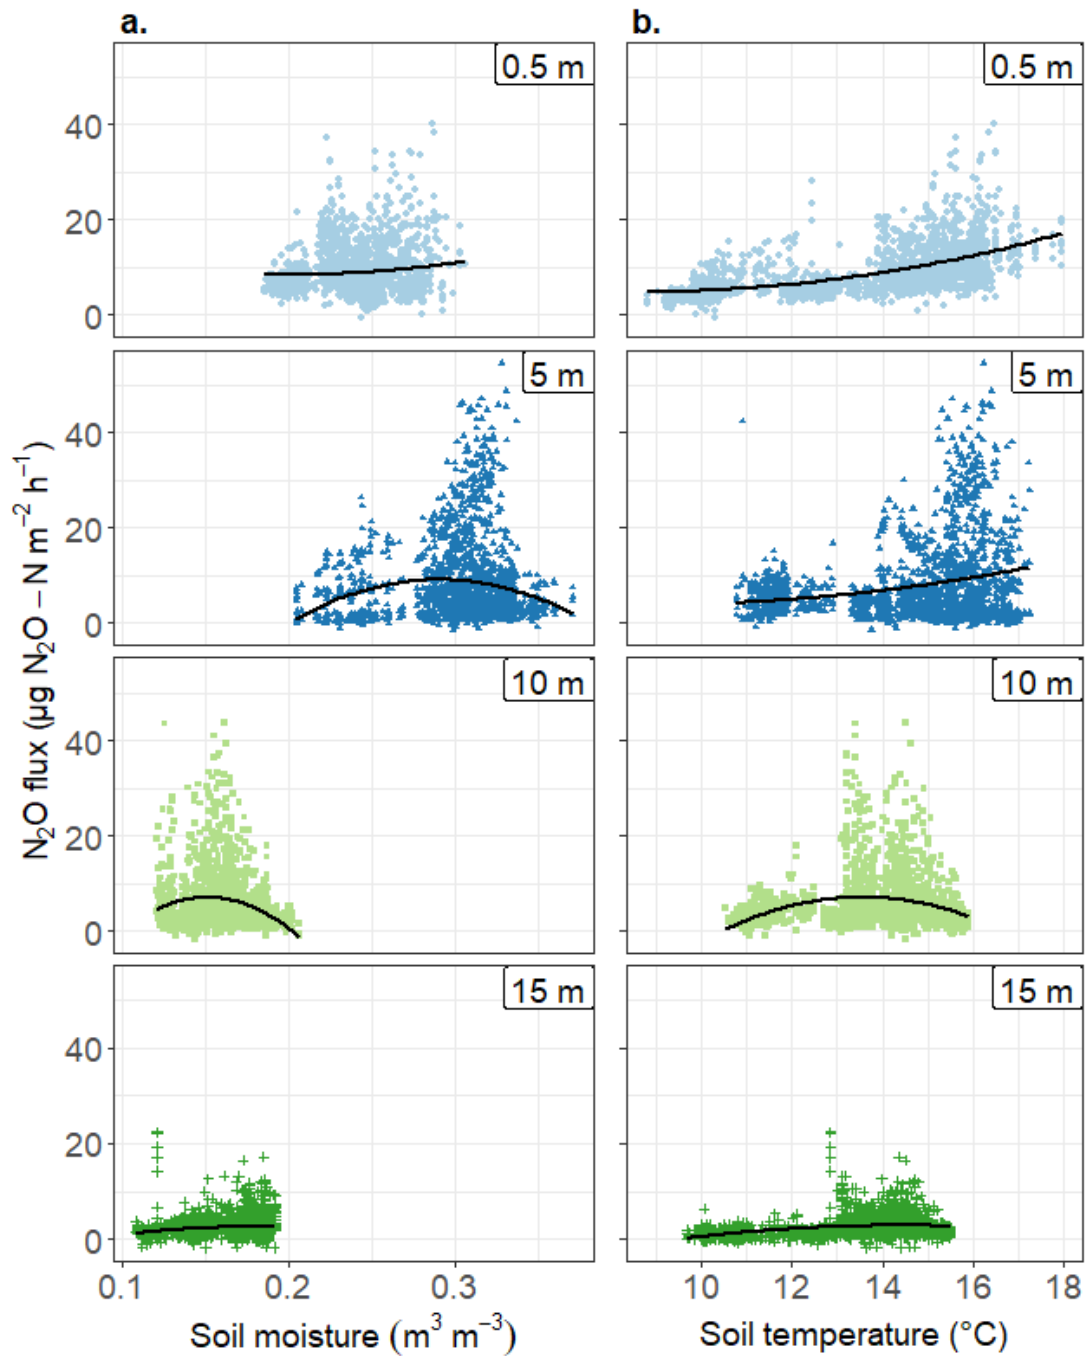 a.
b.
0.5 m
0.5 m
40
20
0
5 m
5 m
40
20
0
10 m
10 m
40
20
0
15 m
15 m
40
20
0
N₂O flux (µg N₂O − N m⁻² h⁻¹)
0.1 0.2 0.3
10 12 14 16 18
Soil moisture (m³ m⁻³)
Soil temperature (°C)